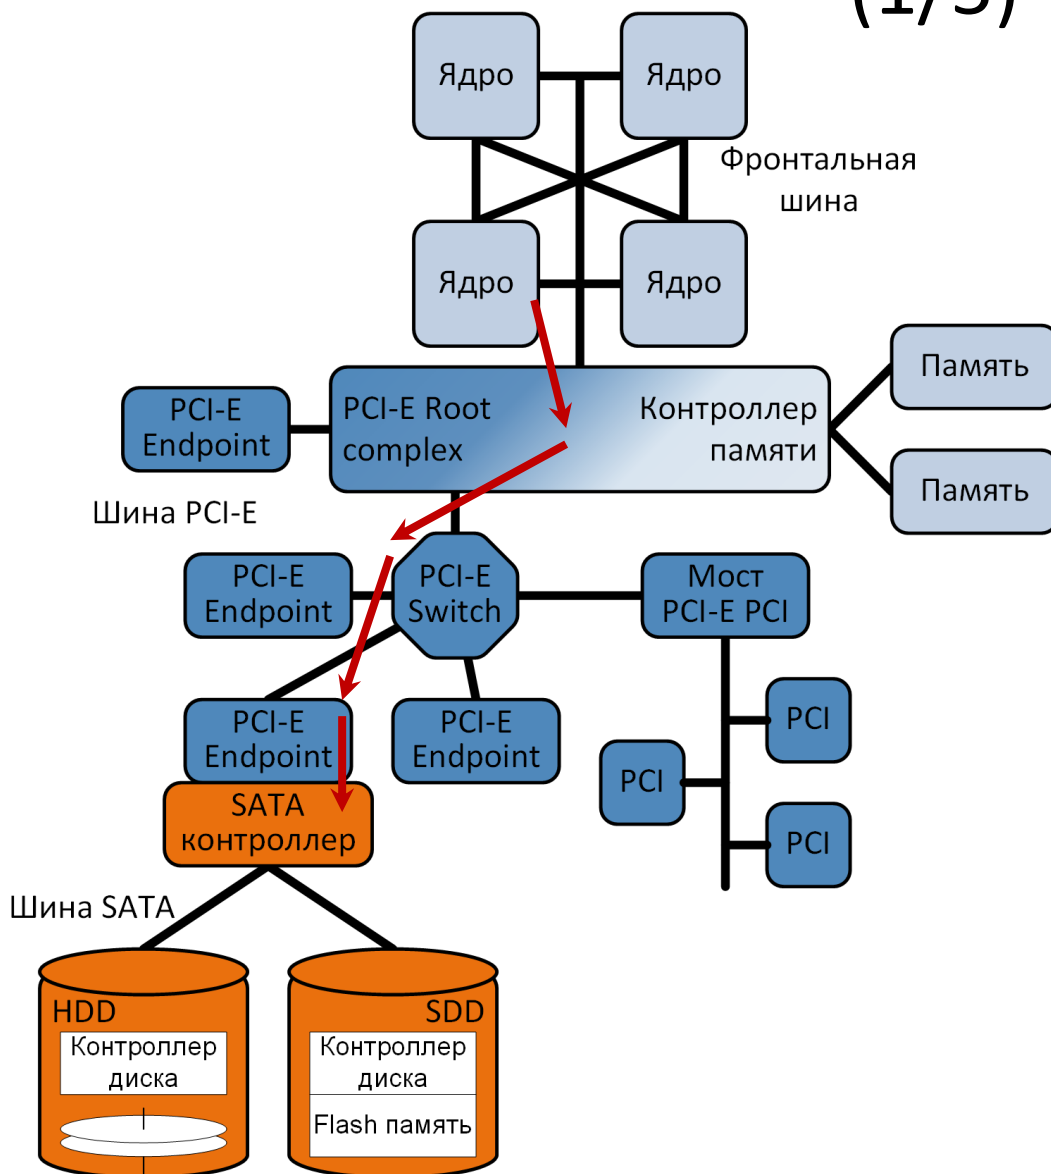 (1/5)
Ядро
Ядро
Фронтальная
шина
Ядро
Ядро
Память
PCI-E
Endpoint
PCI-E Root
complex
Контроллер
памяти
Память
Шина PCI-E
PCI-E
Endpoint
PCI-E
Switch
Мост
PCI-E PCI
PCI-E
Endpoint
PCI-E
Endpoint
PCI
PCI
PCI
SATA
контроллер
Шина SATA
HDD
Контроллер
диска
SDD
Контроллер
диска
Flash память